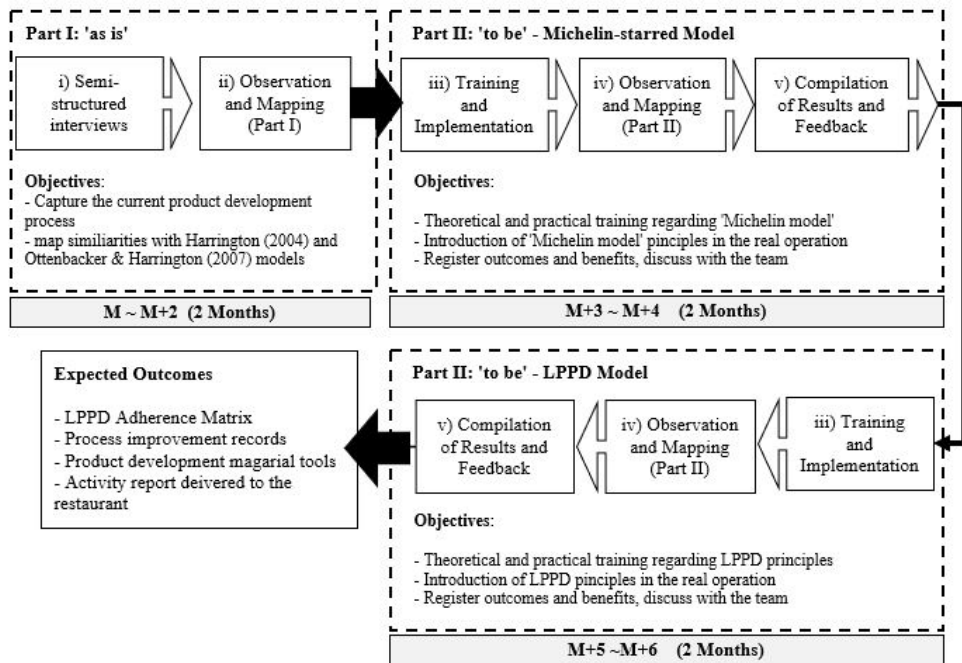 Part I: 'as is'
i) Semi-
structured
interviews
ii) Observation
and Mapping
(Part I)
Objectives:
- Capture the current product development
process
- map similiarities with Harrington (2004) and
Ottenbacker & Harrington (2007) models
M ~ M+2 (2 Months)
Part II: 'to be' - Michelin-starred Model
iii) Training
and
Implementation
iv) Observation
and Mapping
(Part II)
v) Compilation
of Results and
Feedback
Objectives:
- Theoretical and practical training regarding 'Michelin model'
- Introduction of 'Michelin model' pinciples in the real operation
- Register outcomes and benefits, discuss with the team
M+3 ~ M+4 (2 Months)
Part II: 'to be' - LPPD Model
iii) Training
and
Implementation
iv) Observation
and Mapping
(Part II)
v) Compilation
of Results and
Feedback
Objectives:
- Theoretical and practical training regarding LPPD principles
- Introduction of LPPD pinciples in the real operation
- Register outcomes and benefits, discuss with the team
M+5 ~M+6 (2 Months)
Expected Outcomes
- LPPD Adherence Matrix
- Process improvement records
- Product development magarial tools
- Activity report deivered to the
restaurant